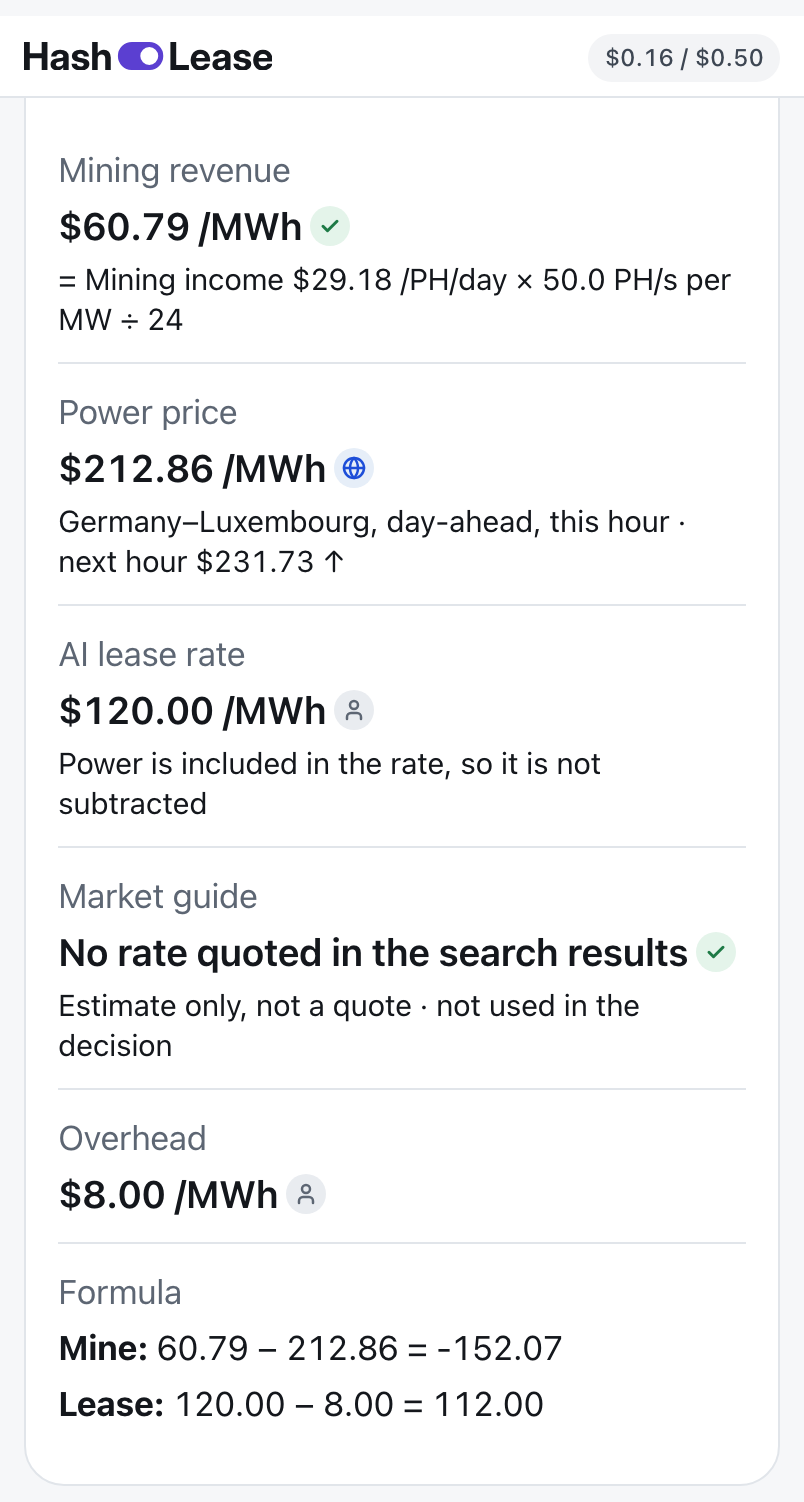 Hash Lease
$0.16 / $0.50
Mining revenue
$60.79 /MWh
= Mining income $29.18 /PH/day × 50.0 PH/s per
MW ÷ 24
Power price
$212.86 /MWh
Germany–Luxembourg, day-ahead, this hour ·
next hour $231.73 ↑
AI lease rate
$120.00 /MWh
Power is included in the rate, so it is not
subtracted
Market guide
No rate quoted in the search results
Estimate only, not a quote · not used in the
decision
Overhead
$8.00 /MWh
Formula
Mine: 60.79 – 212.86 = -152.07
Lease: 120.00 – 8.00 = 112.00